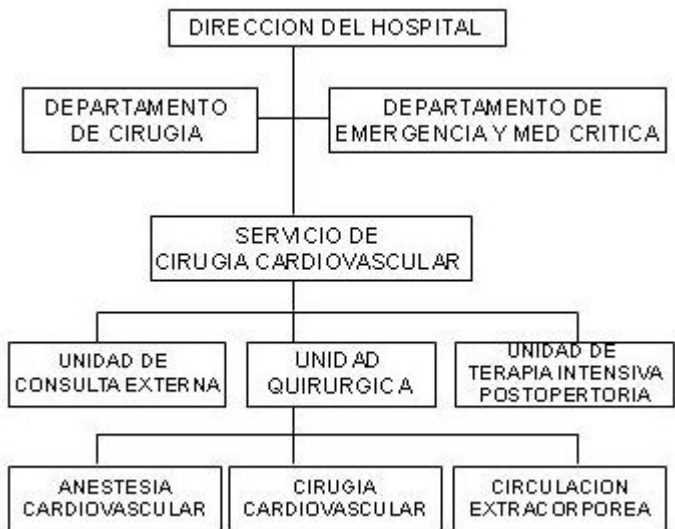 DIRECCION DEL HOSPITAL
DEPARTAMENTO
DE CIRUGIA
DEPARTAMENTO DE
EMERGENCIA Y MED CRITICA
SERVICIO DE
CIRUGIA CARDIOVASCULAR
UNIDAD DE
CONSULTA EXTERNA
UNIDAD
QUIRURGICA
UNIDAD DE
TERAPIA INTENSIVA
POSTOPERTORIA
ANESTESIA
CARDIOVASCULAR
CIRUGIA
CARDIOVASCULAR
CIRCULACION
EXTRACORPOREA